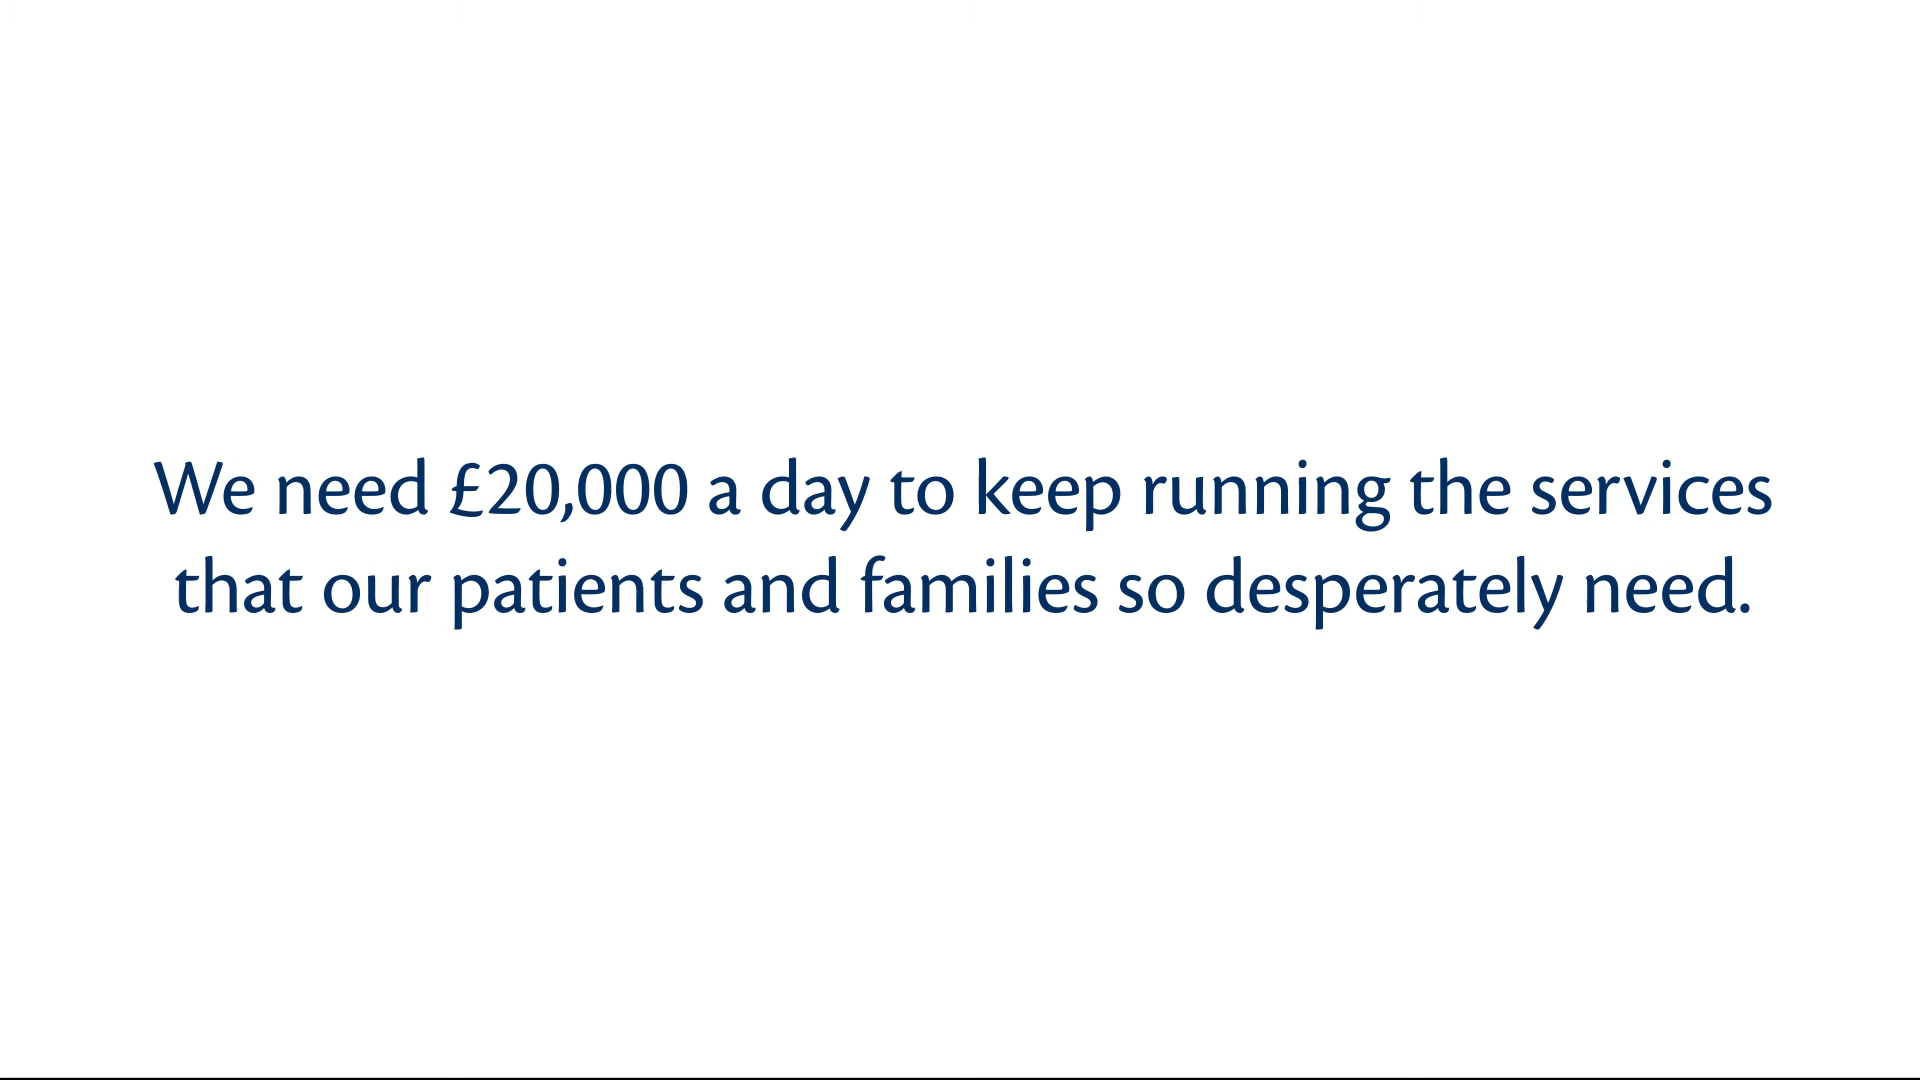 We need £20,000 a day to keep running the services
that our patients and families so desperately need.